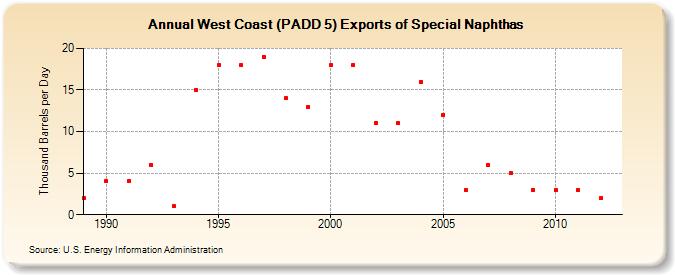 Annual West Coast (PADD 5) Exports of Special Naphthas
Thousand Barrels per Day
20
15
10
5
0
1990 1995 2000 2005 2010
Source: U.S. Energy Information Administration